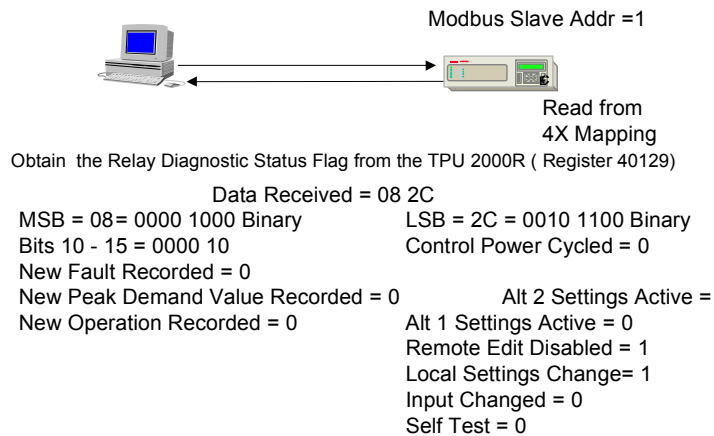 Modbus Slave Addr =1
Read from
4X Mapping
Obtain the Relay Diagnostic Status Flag from the TPU 2000R ( Register 40129)
Data Received = 08 2C
MSB = 08= 0000 1000 Binary
LSB = 2C = 0010 1100 Binary
Bits 10 - 15 = 0000 10
Control Power Cycled = 0
New Fault Recorded = 0
New Peak Demand Value Recorded = 0
Alt 2 Settings Active =
New Operation Recorded = 0
Alt 1 Settings Active = 0
Remote Edit Disabled = 1
Local Settings Change= 1
Input Changed = 0
Self Test = 0